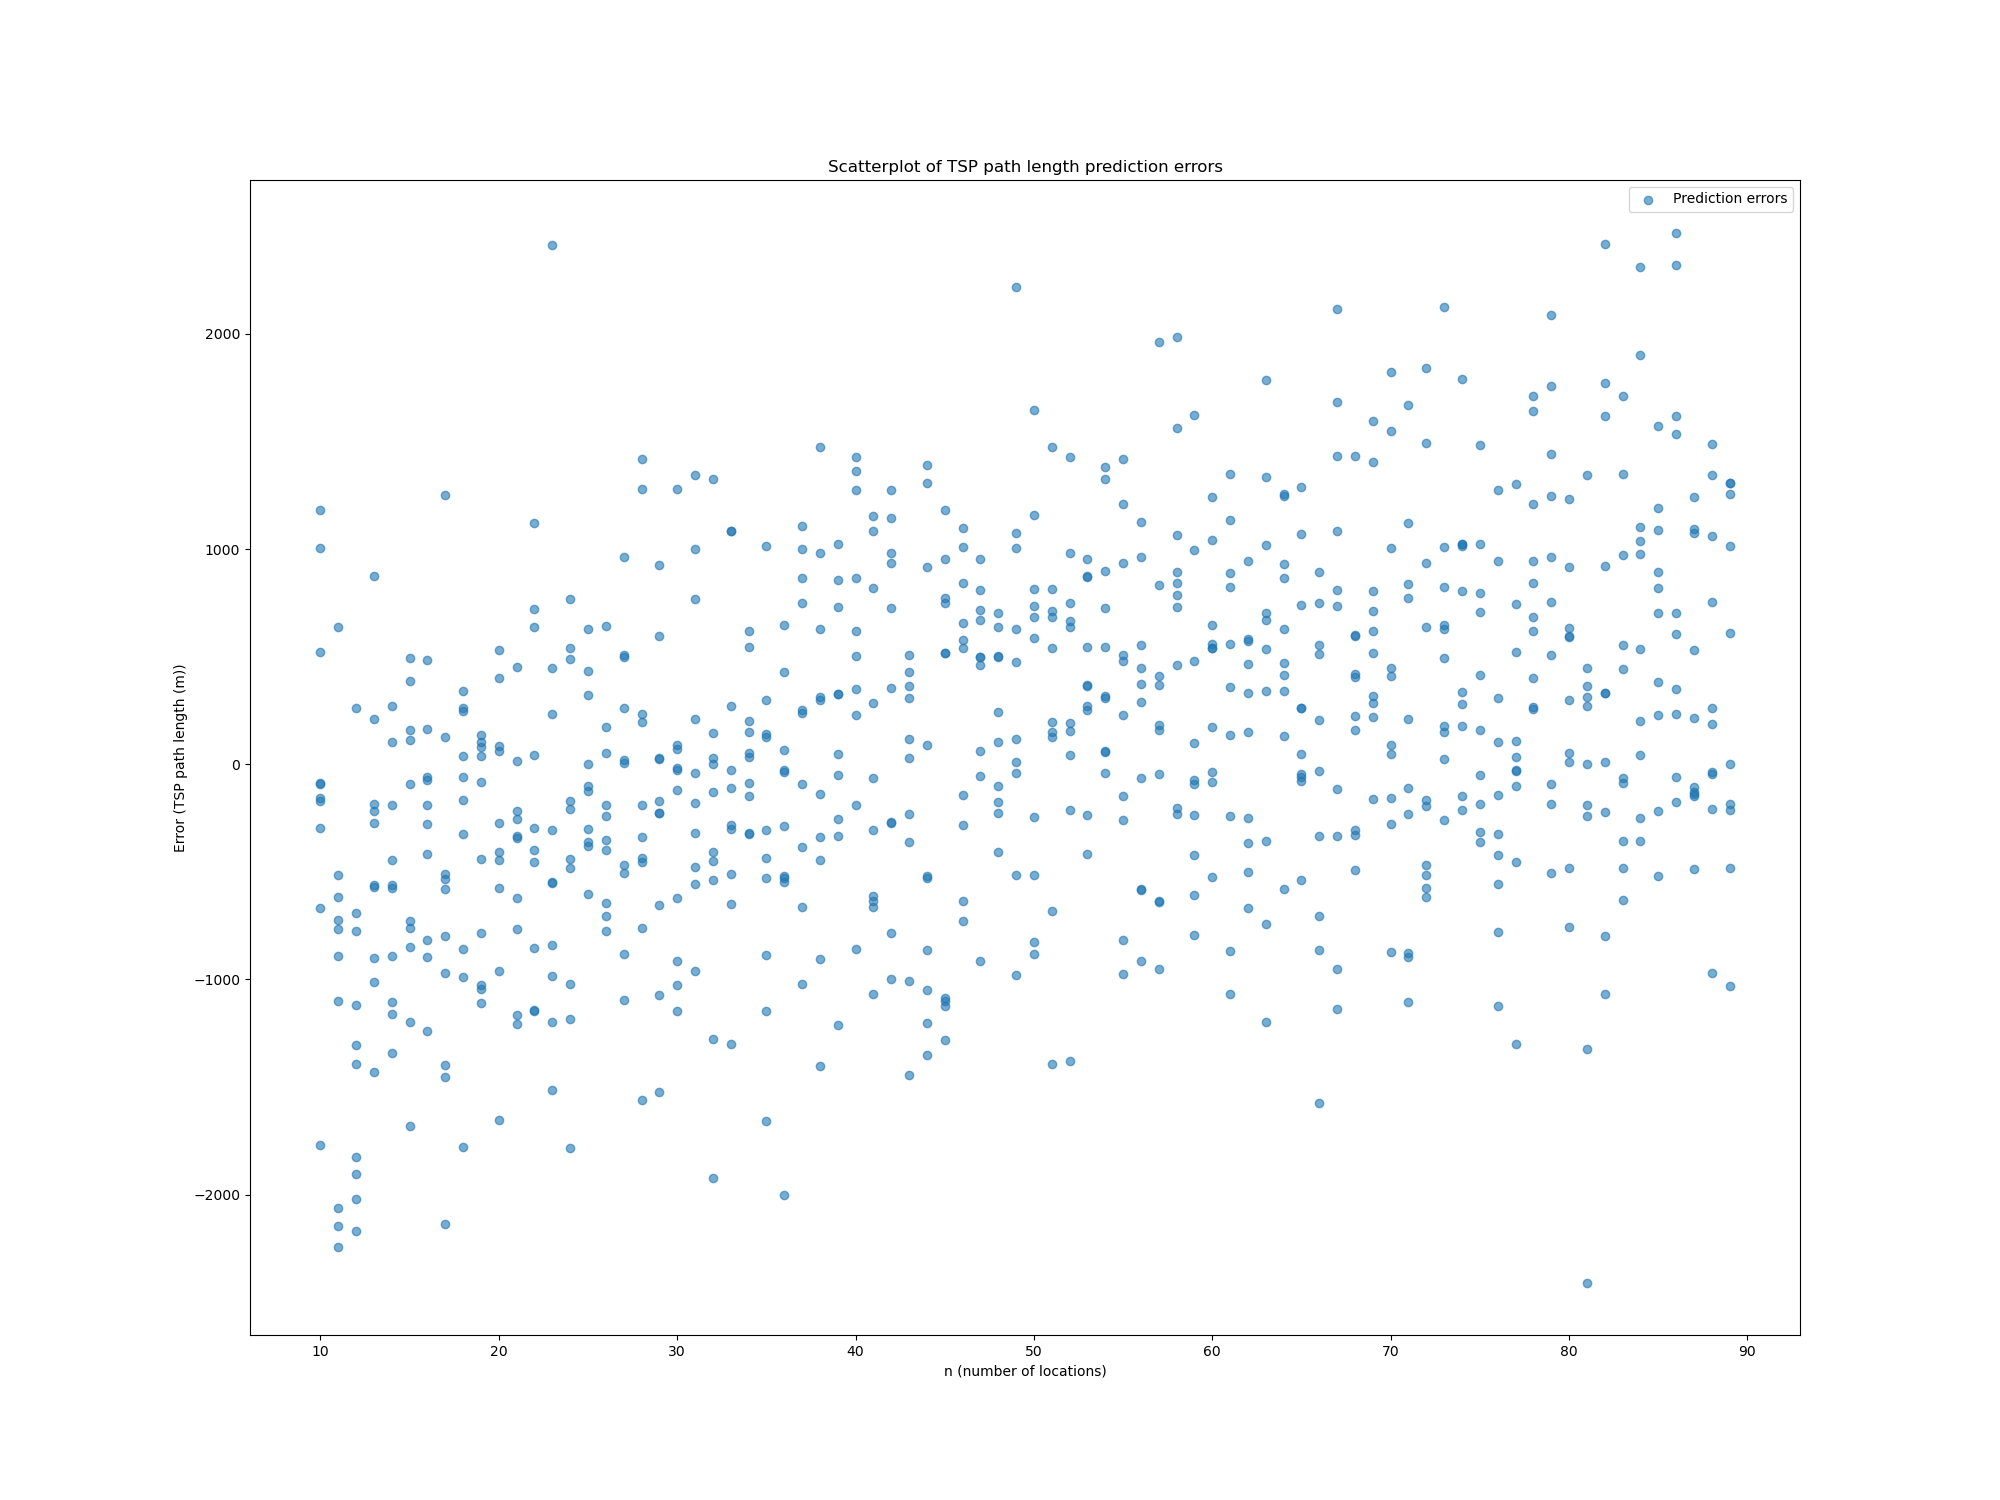 Scatterplot of TSP path length prediction errors
Prediction errors
Error (TSP path length (m))
2000
1000
0
−1000
−2000
10 20 30 40 50 60 70 80 90
n (number of locations)